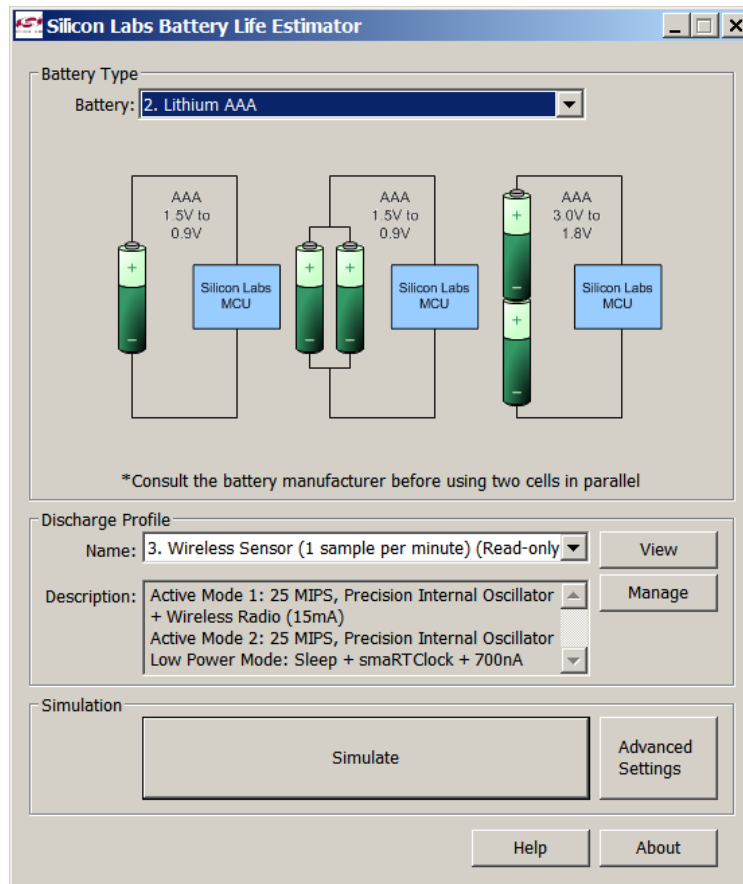 Silicon Labs Battery Life Estimator
Battery Type
Battery: 2. Lithium AAA
AAA
1.5V to
0.9V
+
-
Silicon Labs
MCU
AAA
1.5V to
0.9V
+ +
- -
Silicon Labs
MCU
AAA
3.0V to
1.8V
+
-
+
-
Silicon Labs
MCU
*Consult the battery manufacturer before using two cells in parallel
Discharge Profile
Name: 3. Wireless Sensor (1 sample per minute) (Read-only
View
Description:
Active Mode 1: 25 MIPS, Precision Internal Oscillator
+ Wireless Radio (15mA)
Active Mode 2: 25 MIPS, Precision Internal Oscillator
Low Power Mode: Sleep + smaRTClock + 700nA
Manage
Simulation
Simulate
Advanced
Settings
Help
About